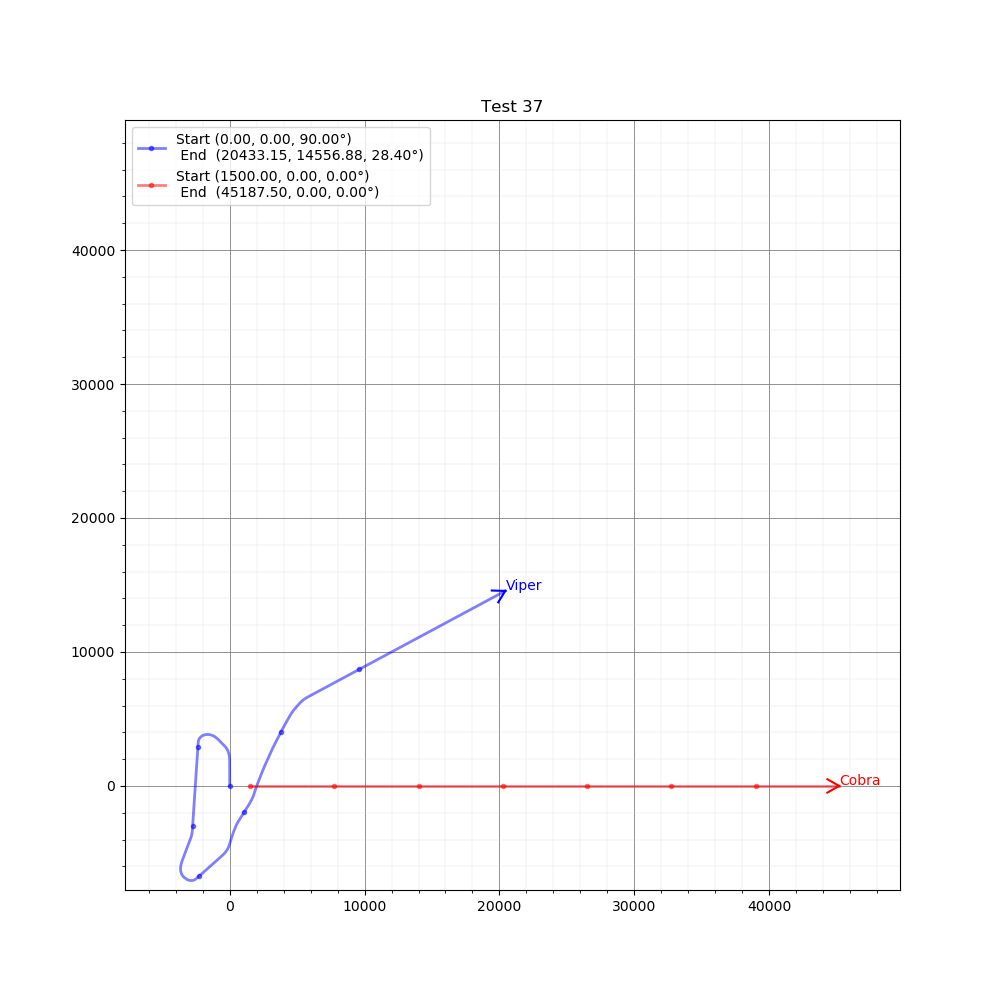 Test 37
Start (0.00, 0.00, 90.00°)
End (20433.15, 14556.88, 28.40°)
Start (1500.00, 0.00, 0.00°)
End (45187.50, 0.00, 0.00°)
40000
30000
20000
10000
0
Viper
Cobra
0 10000 20000 30000 40000